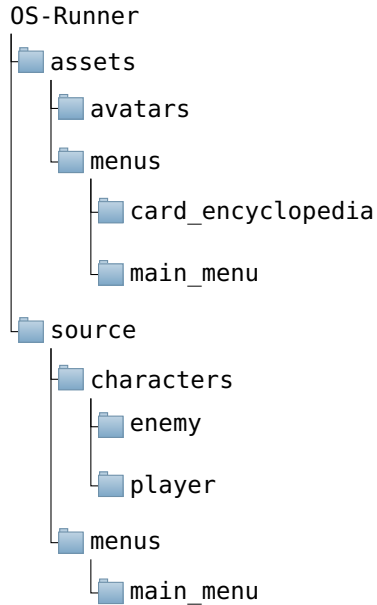 OS-Runner
assets
avatars
menus
card_encyclopedia
main_menu
source
characters
enemy
player
menus
main_menu